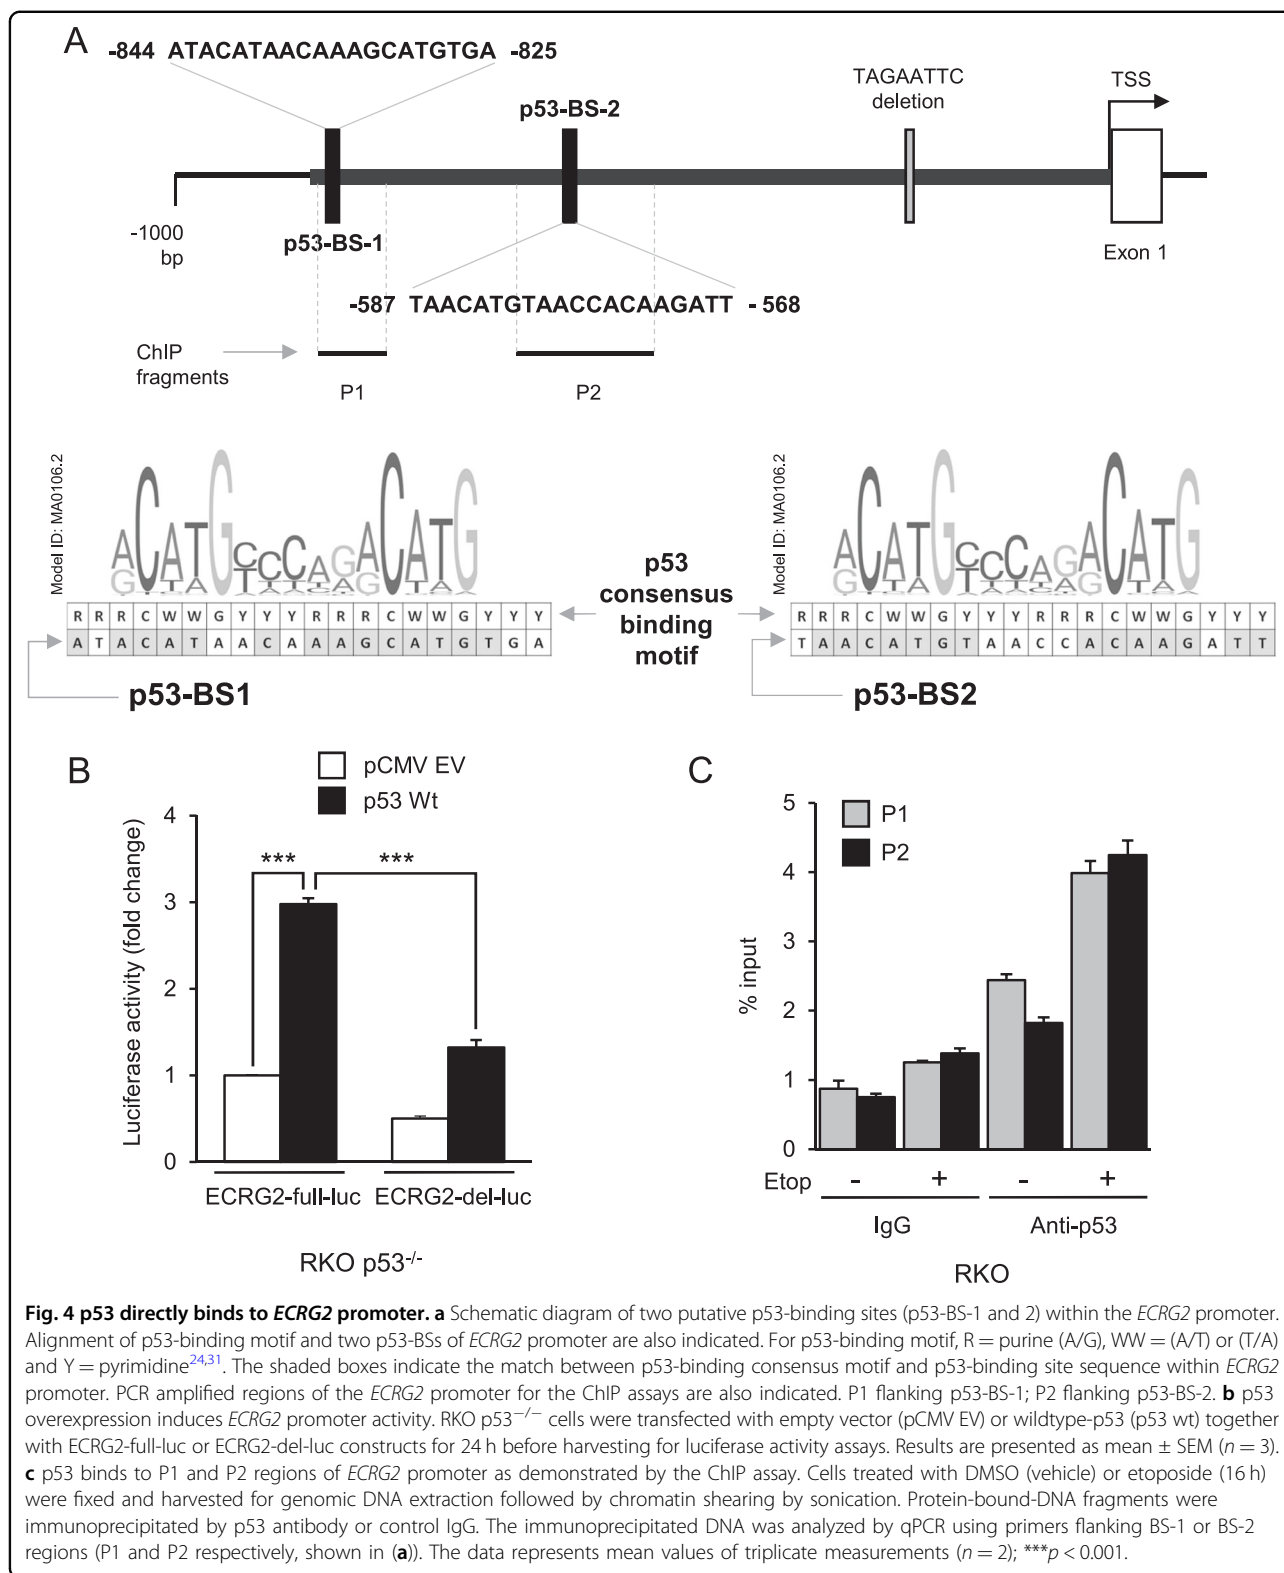 A
-844 ATACATAACAAAGCATGTGA -825
TAGAATTC
deletion
TSS
p53-BS-2
-1000
bp
p53-BS-1
Exon 1
-587 TAACATGTAACCACAAGATT - 568
ChIP
fragments
P1
P2
Model ID: MA0106.2
R R R C W W G Y Y Y R R R C W W G Y Y Y
A T A C A T A A C A A A G C A T G T G A
p53-BS1
p53
consensus
binding
motif
Model ID: MA0106.2
R R R C W W G Y Y Y R R R C W W G Y Y Y
T A A C A T G T A A C C A C A A G A T T
p53-BS2
B
pCMV EV
p53 Wt
Luciferase activity (fold change)
4
3
2
1
0
***
***
ECRG2-full-luc ECRG2-del-luc
RKO p53-/-
C
P1
P2
% input
5
4
3
2
1
0
Etop - + - +
IgG Anti-p53
RKO
Fig. 4 p53 directly binds to ECRG2 promoter. a Schematic diagram of two putative p53-binding sites (p53-BS-1 and 2) within the ECRG2 promoter.
Alignment of p53-binding motif and two p53-BSs of ECRG2 promoter are also indicated. For p53-binding motif, R = purine (A/G), WW = (A/T) or (T/A)
and Y = pyrimidine24,31. The shaded boxes indicate the match between p53-binding consensus motif and p53-binding site sequence within ECRG2
promoter. PCR amplified regions of the ECRG2 promoter for the ChIP assays are also indicated. P1 flanking p53-BS-1; P2 flanking p53-BS-2. b p53
overexpression induces ECRG2 promoter activity. RKO p53−/− cells were transfected with empty vector (pCMV EV) or wildtype-p53 (p53 wt) together
with ECRG2-full-luc or ECRG2-del-luc constructs for 24 h before harvesting for luciferase activity assays. Results are presented as mean ± SEM (n = 3).
c p53 binds to P1 and P2 regions of ECRG2 promoter as demonstrated by the ChIP assay. Cells treated with DMSO (vehicle) or etoposide (16 h)
were fixed and harvested for genomic DNA extraction followed by chromatin shearing by sonication. Protein-bound-DNA fragments were
immunoprecipitated by p53 antibody or control IgG. The immunoprecipitated DNA was analyzed by qPCR using primers flanking BS-1 or BS-2
regions (P1 and P2 respectively, shown in (a)). The data represents mean values of triplicate measurements (n = 2); ***p < 0.001.